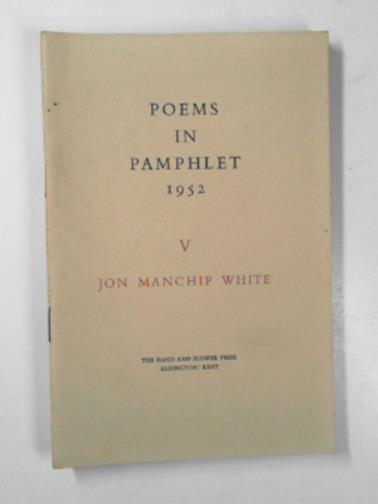 POEMS
IN
PAMPHLET
1952
V
JON MANCHIP WHITE
THE HAND AND FLOWER PRESS
ALDINGTON: KENT